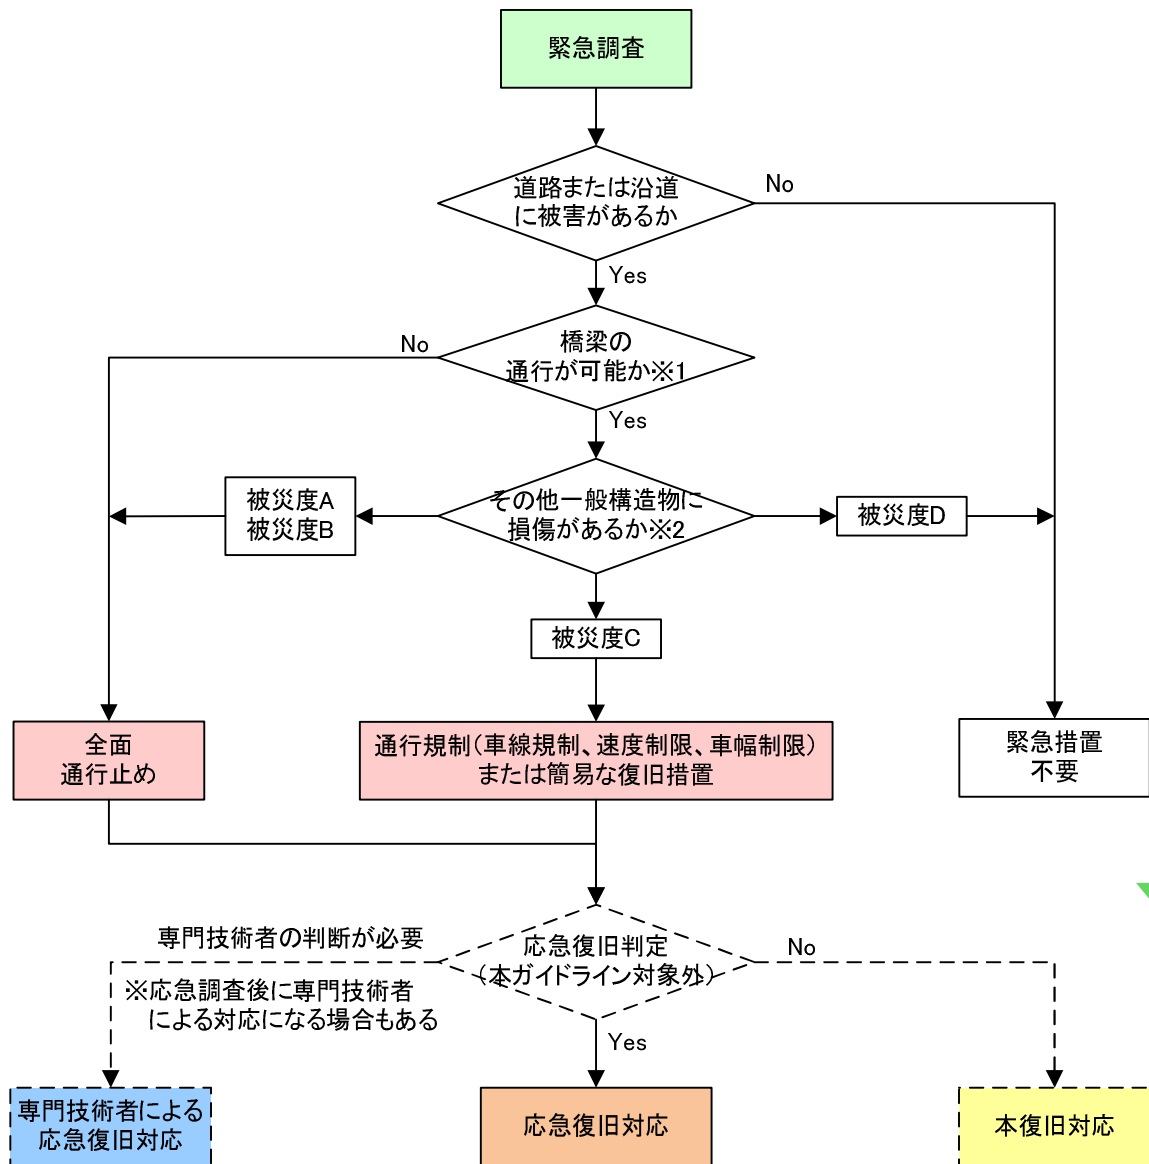 緊急調査
道路または沿道
に被害があるか
No
Yes
橋梁の
通行が可能か※1
No
Yes
その他一般構造物に
損傷があるか※2
被災度A
被災度B
被災度D
被災度C
全面
通行止め
通行規制(車線規制、速度制限、車幅制限)
または簡易な復旧措置
緊急措置
不要
専門技術者の判断が必要
※応急調査後に専門技術者
による対応になる場合もある
応急復旧判定
(本ガイドライン対象外)
No
Yes
専門技術者による
応急復旧対応
応急復旧対応
本復旧対応